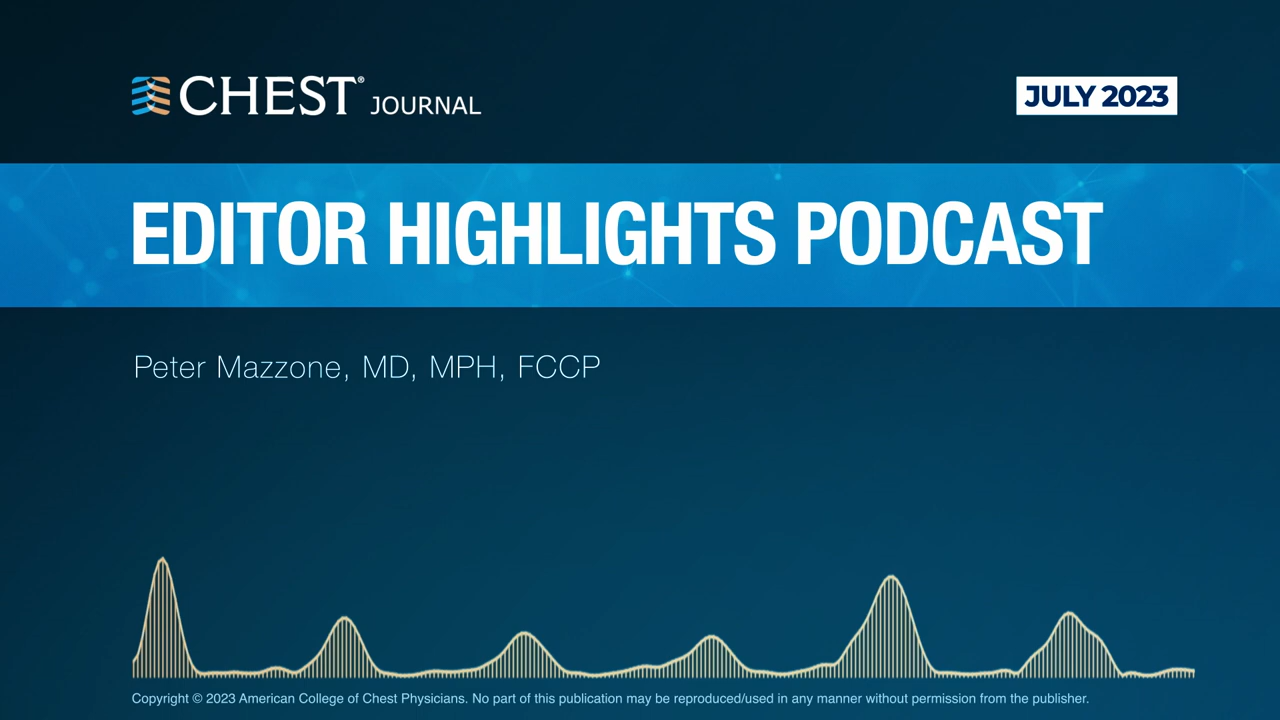 CHEST® JOURNAL
JULY 2023
EDITOR HIGHLIGHTS PODCAST
Peter Mazzone, MD, MPH, FCCP
Copyright © 2023 American College of Chest Physicians. No part of this publication may be reproduced/used in any manner without permission from the publisher.